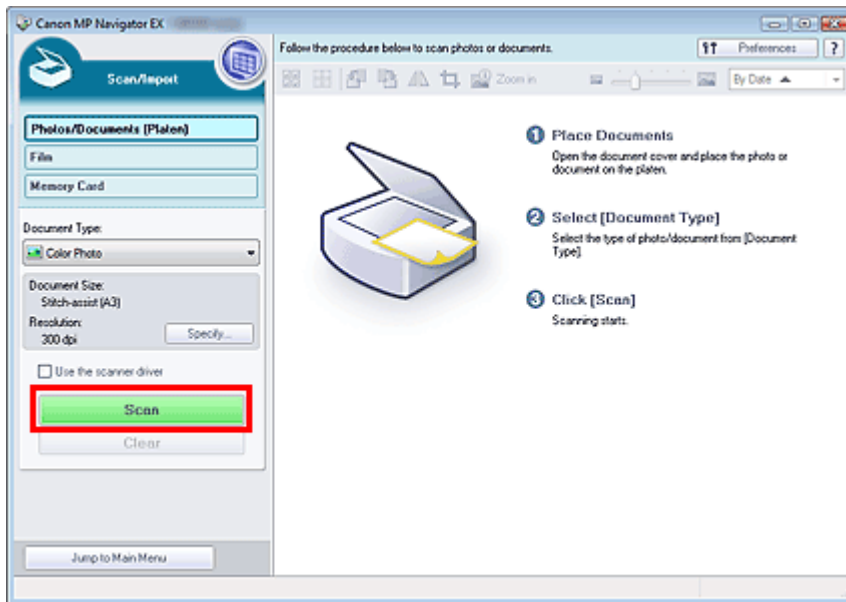 Canon MP Navigator EX
Scan/Import
Photos/Documents (Platen)
Film
Memory Card
Document Type:
Color Photo
Document Size:
Stitch-assist (A3)
Resolution:
300 dpi
Specify...
Use the scanner driver
Scan
Clear
Jump to Main Menu
Follow the procedure below to scan photos or documents.
Preferences
?
Zoom in
By Date
1 Place Documents
Open the document cover and place the photo or
document on the platen.
2 Select [Document Type]
Select the type of photo/document from [Document
Type].
3 Click [Scan]
Scanning starts.